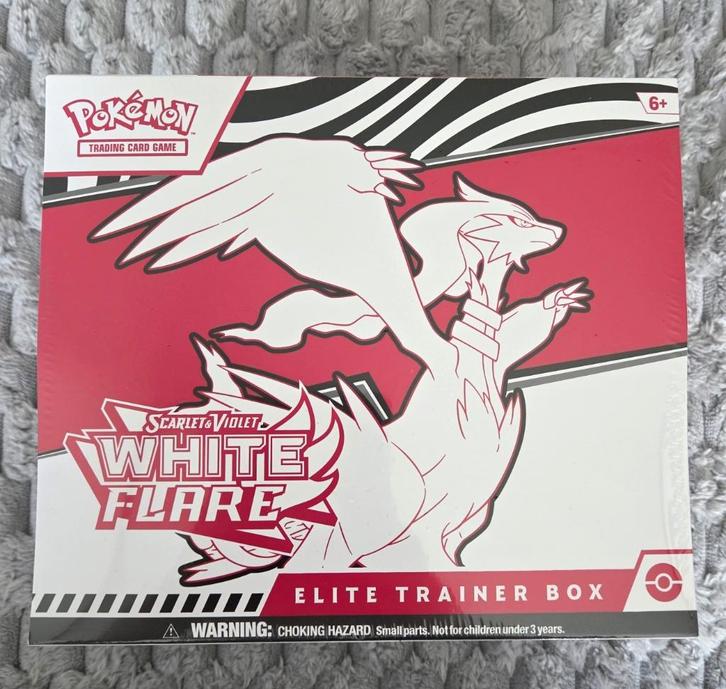 POKéMON
TRADING CARD GAME
6+
SCARLET & VIOLET
WHITE
FLARE
ELITE TRAINER BOX
WARNING: CHOKING HAZARD Small parts. Not for children under 3 years.